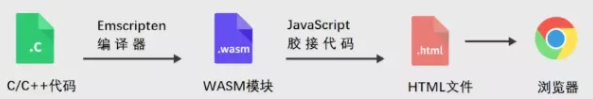 Emscripten
编译器
JavaScript
胶接代码
.C
.wasm
.html
C/C++代码
WASM模块
HTML文件
浏览器